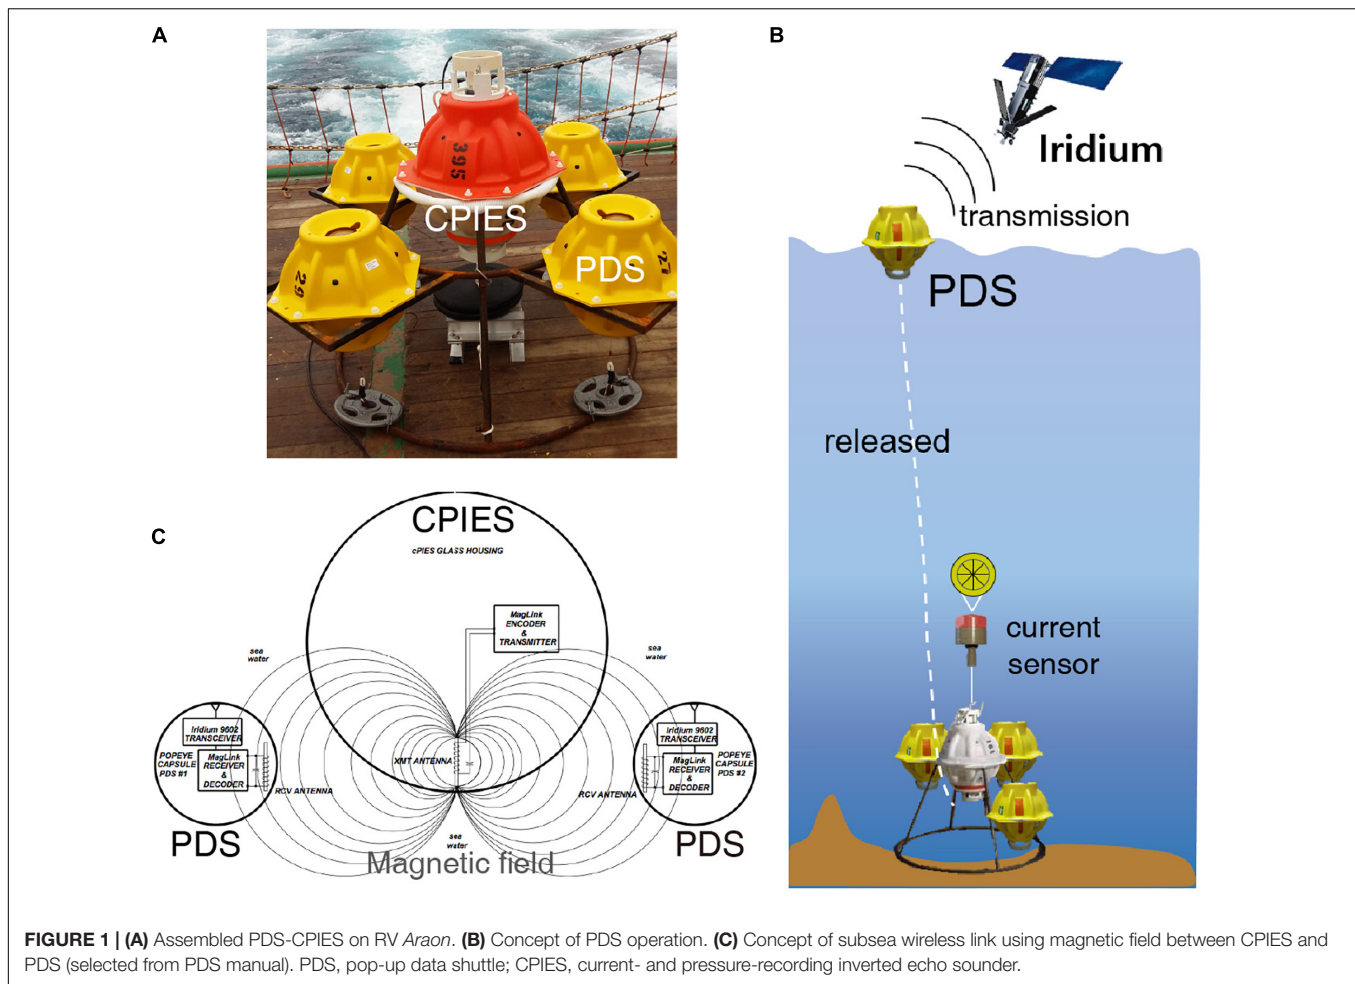 A
395
CPIES
PDS
29
27
B
Iridium
transmission
PDS
released
current
sensor
191
C
CPIES
cPIES GLASS HOUSING
MagLink
ENCODER
&
TRANSMITTER
sea
water
sea
water
Iridium 9602
TRANSCEIVER
POPEYE
CAPSULE
PDS #1
MagLink
RECEIVER
&
DECODER
RCV ANTENNA
XMT ANTENNA
Iridium 9602
TRANSCEIVER
MagLink
RECEIVER
&
DECODER
POPEYE
CAPSULE
PDS #2
RCV ANTENNA
PDS
sea
water
PDS
Magnetic field
FIGURE 1 | (A) Assembled PDS-CPIES on RV Araon. (B) Concept of PDS operation. (C) Concept of subsea wireless link using magnetic field between CPIES and
PDS (selected from PDS manual). PDS, pop-up data shuttle; CPIES, current- and pressure-recording inverted echo sounder.